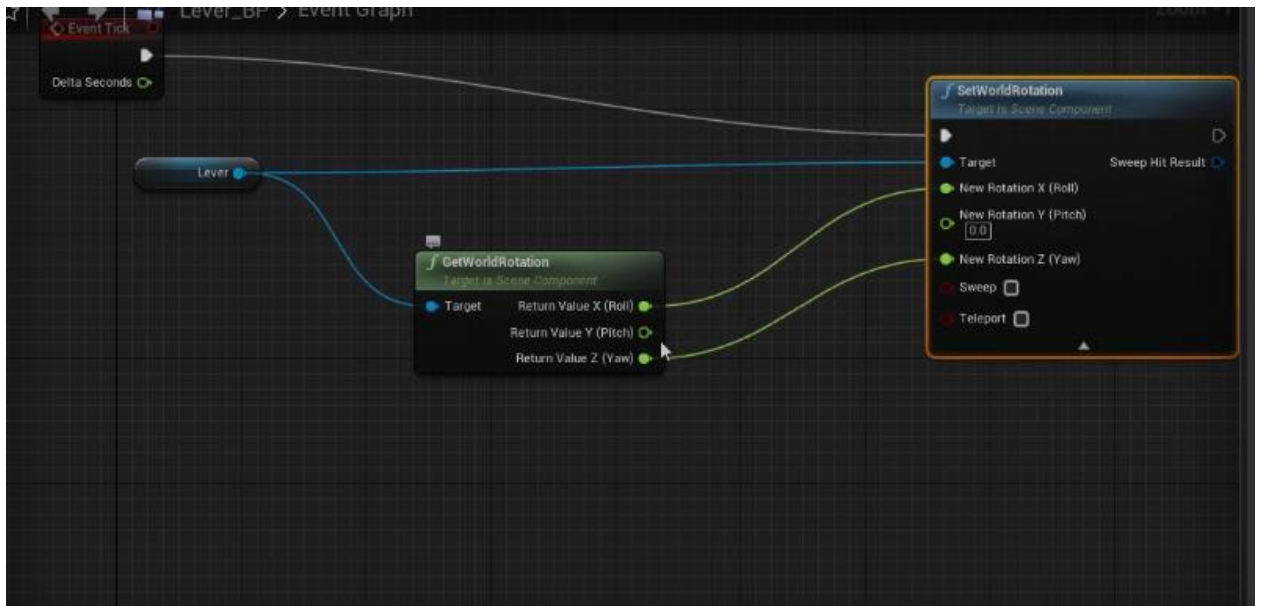 Lever_BP > Event Graph
Event Tick
Delta Seconds
Lever
GetWorldRotation
Target is Scene Component
Target
Return Value X (Roll)
Return Value Y (Pitch)
Return Value Z (Yaw)
SetWorldRotation
Target is Scene Component
Target
Sweep Hit Result
New Rotation X (Roll)
New Rotation Y (Pitch)
0.0
New Rotation Z (Yaw)
Sweep
Teleport